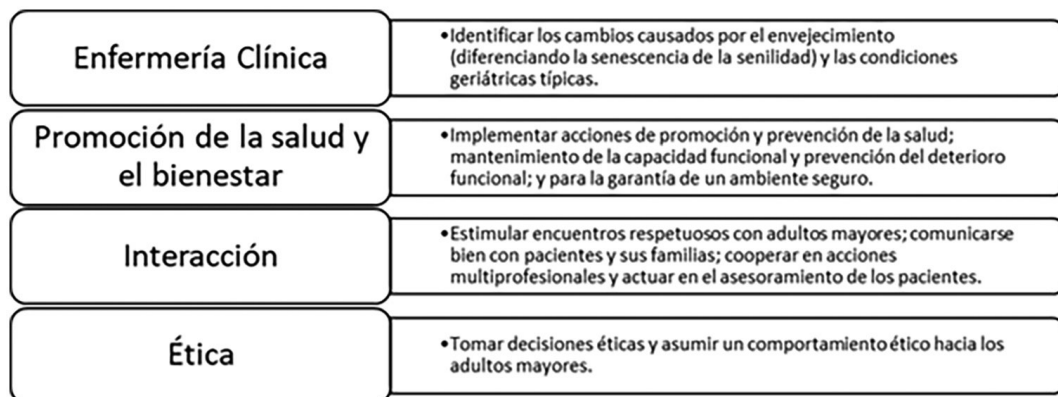 Enfermería Clínica
•Identificar los cambios causados por el envejecimiento
(diferenciando la senescencia de la senilidad) y las condiciones
geriátricas típicas.
Promoción de la salud y
el bienestar
•Implementar acciones de promoción y prevención de la salud;
mantenimiento de la capacidad funcional y prevención del deterioro
funcional; y para la garantía de un ambiente seguro.
Interacción
•Estimular encuentros respetuosos con adultos mayores; comunicarse
bien con pacientes y sus familias; cooperar en acciones
multiprofesionales y actuar en el asesoramiento de los pacientes.
Ética
•Tomar decisiones éticas y asumir un comportamiento ético hacia los
adultos mayores.